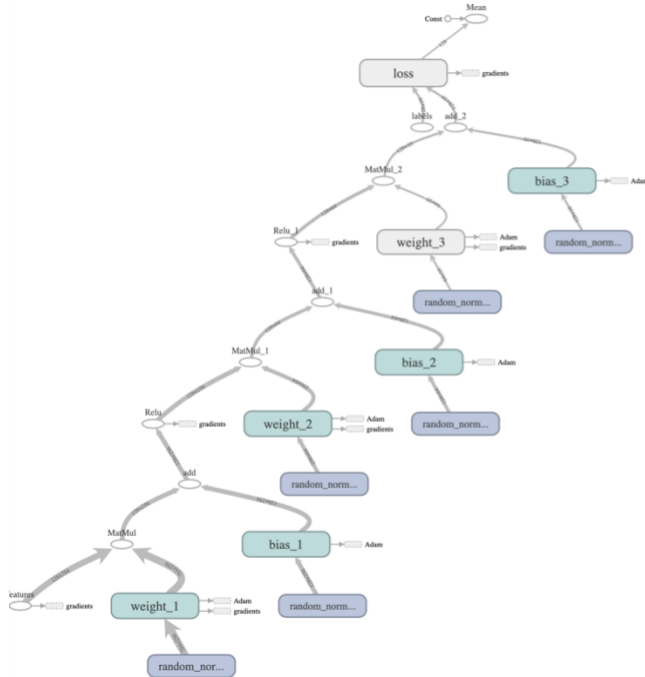 Mean
Const
loss
gradients
labels
add_2
MatMul_2
bias_3
Adam
Relu_1
gradients
weight_3
Adam
gradients
random_norm...
add_1
random_norm...
MatMul_1
bias_2
Adam
Relu
gradients
weight_2
Adam
gradients
random_norm...
add
random_norm...
MatMul
bias_1
Adam
eatures
gradients
weight_1
Adam
gradients
random_norm...
random_nor...